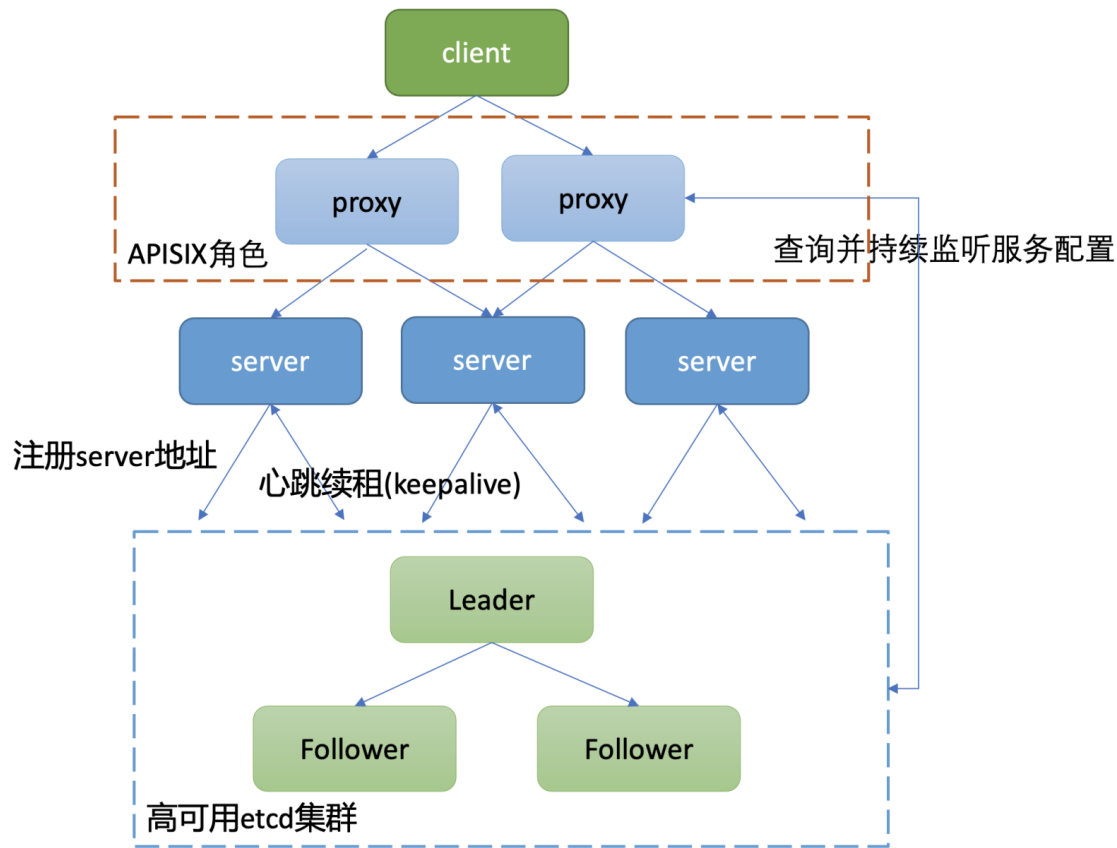 client
proxy
proxy
APISIX角色
查询并持续监听服务配置
server
server
server
注册server地址
心跳续租(keepalive)
Leader
Follower
Follower
高可用etcd集群